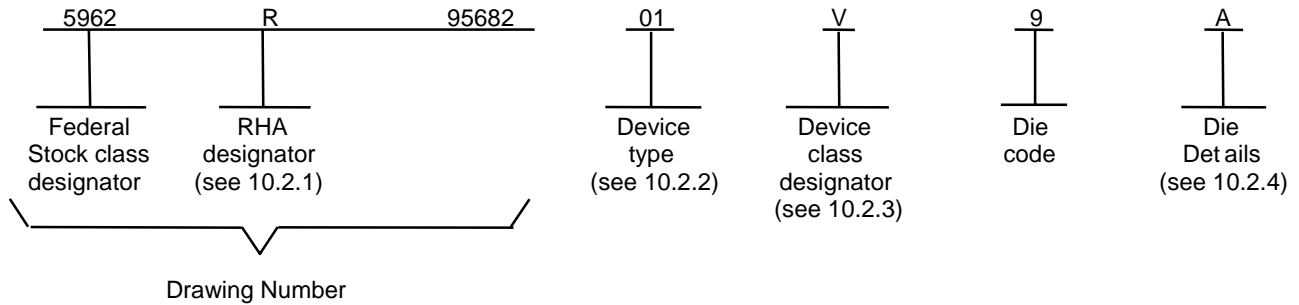 5962 R 95682 01 V 9 A
Federal RHA Device Device Die Die
Stock class designator type class code Det ails
designator (see 10.2.1) (see 10.2.2) designator (see 10.2.4)
(see 10.2.3)
Drawing Number